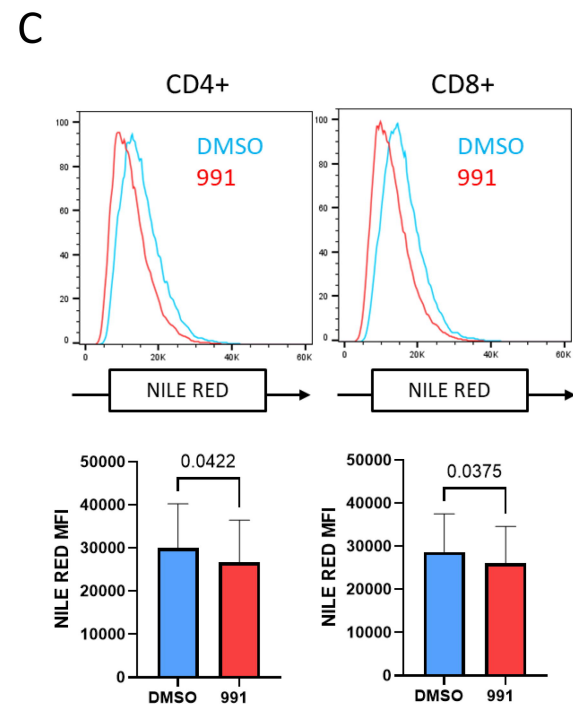 C
CD4+
CD8+
100
80
60
40
20
0
DMSO
991
0
20K
40K
60K
100
80
60
40
20
0
DMSO
991
0
20K
40K
60K
NILE RED
NILE RED
NILE RED MFI
50000
40000
30000
20000
10000
0
0.0422
DMSO
991
NILE RED MFI
50000
40000
30000
20000
10000
0
0.0375
DMSO
991